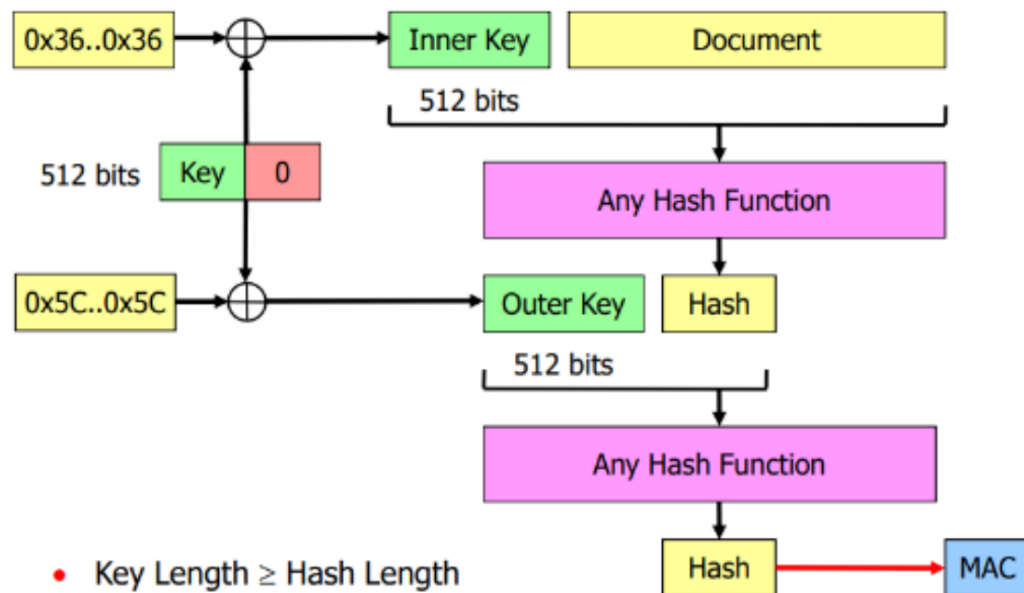 0x36..0x36
Inner Key
Document
512 bits
512 bits
Key
0
Any Hash Function
0x5C..0x5C
Outer Key
Hash
512 bits
Any Hash Function
Hash
MAC
• Key Length ≥ Hash Length